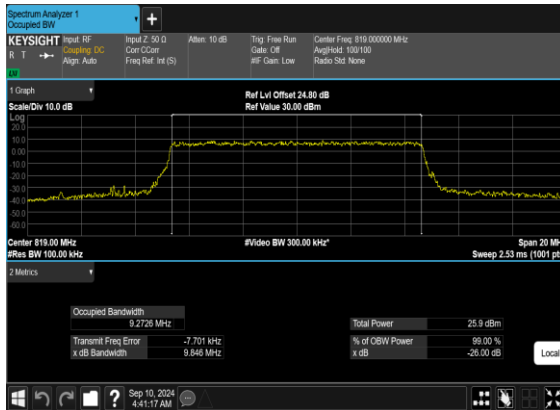 Spectrum Analyzer 1
Occupied BW
KEYSIGHT
R T
LXI
Input: RF
Coupling: DC
Align: Auto
Input Z: 50 Ω
Corr CCorr
Freq Ref: Int (S)
Atten: 10 dB
Trig: Free Run
Gate: Off
#IF Gain: Low
Center Freq: 819.000000 MHz
Avg|Hold: 100/100
Radio Std: None
1 Graph
Scale/Div 10.0 dB
Ref Lvl Offset 24.80 dB
Ref Value 30.00 dBm
Log
20.0
10.0
0.00
-10.0
-20.0
-30.0
-40.0
-50.0
-60.0
Center 819.00 MHz
#Video BW 300.00 kHz*
Span 20 MH
#Res BW 100.00 kHz
Sweep 2.53 ms (1001 pt
2 Metrics
Occupied Bandwidth
9.2726 MHz
Total Power 25.9 dBm
Transmit Freq Error -7.701 kHz
% of OBW Power 99.00 %
x dB Bandwidth 9.846 MHz
x dB -26.00 dB
Local
?
Sep 10, 2024
4:41:17 AM